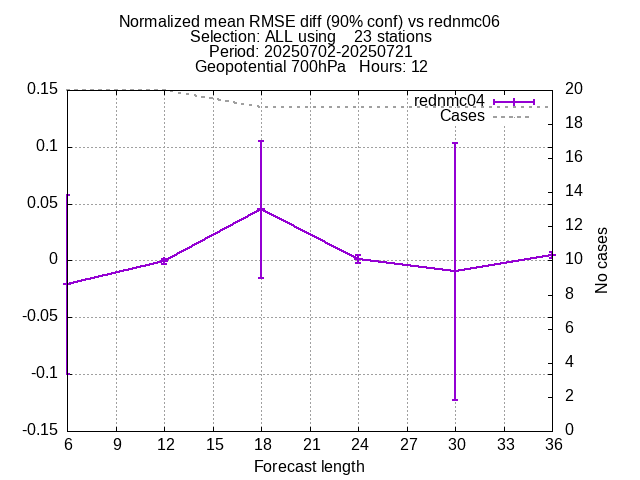 Normalized mean RMSE diff (90% conf) vs rednmc06
Selection: ALL using    23 stations
Period: 20250702-20250721
Geopotential 700hPa   Hours: 12
0.15
0.1
0.05
0
-0.05
-0.1
-0.15
20
18
16
14
12
10
8
6
4
2
0
rednmc04
Cases
No cases
6 9 12 15 18 21 24 27 30 33 36
Forecast length